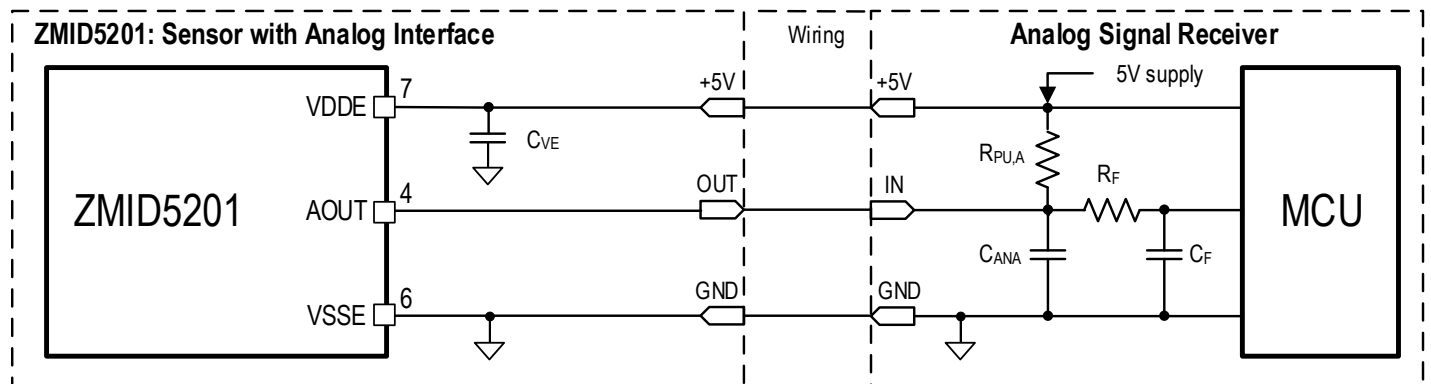 ZMID5201: Sensor with Analog Interface
Wiring
Analog Signal Receiver
7
+5V
+5V
5V supply
VDDE
CVE
RPU,A
RF
ZMID5201
4
OUT
IN
MCU
AOUT
CANA
CF
6
GND
GND
VSSE